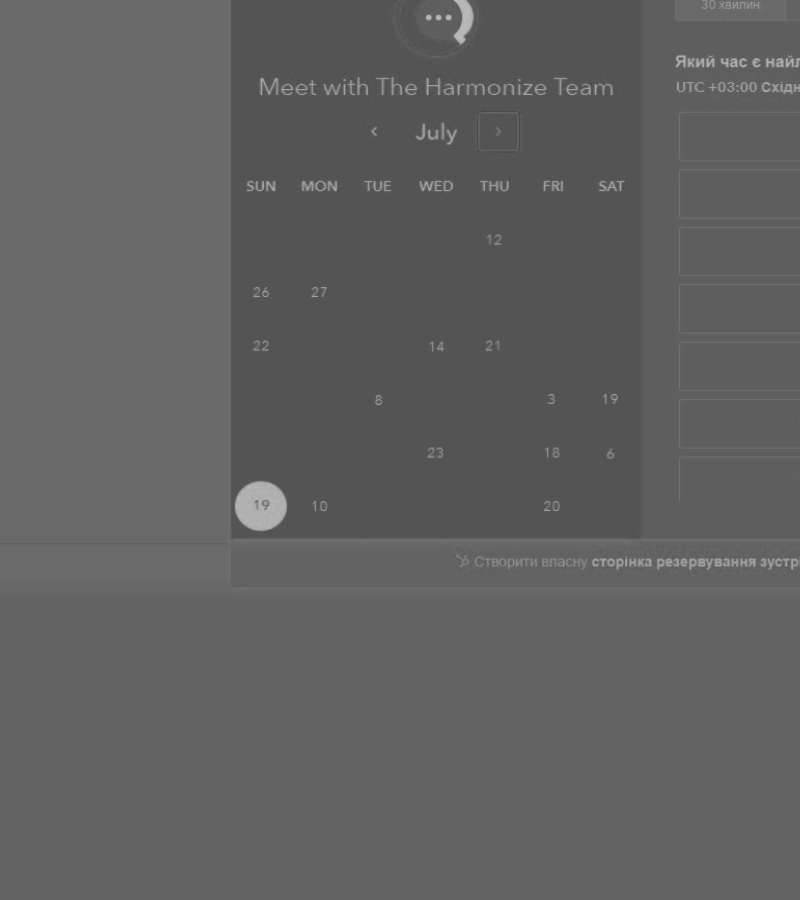 30 хвилин
Meet with The Harmonize Team
Який час є найл
UTC +03:00 Східн
July
SUN MON TUE WED THU FRI SAT
12
26 27
22 14 21
8 3 19
23 18 6
19 10 20
Створити власну сторінка резервування зустрі